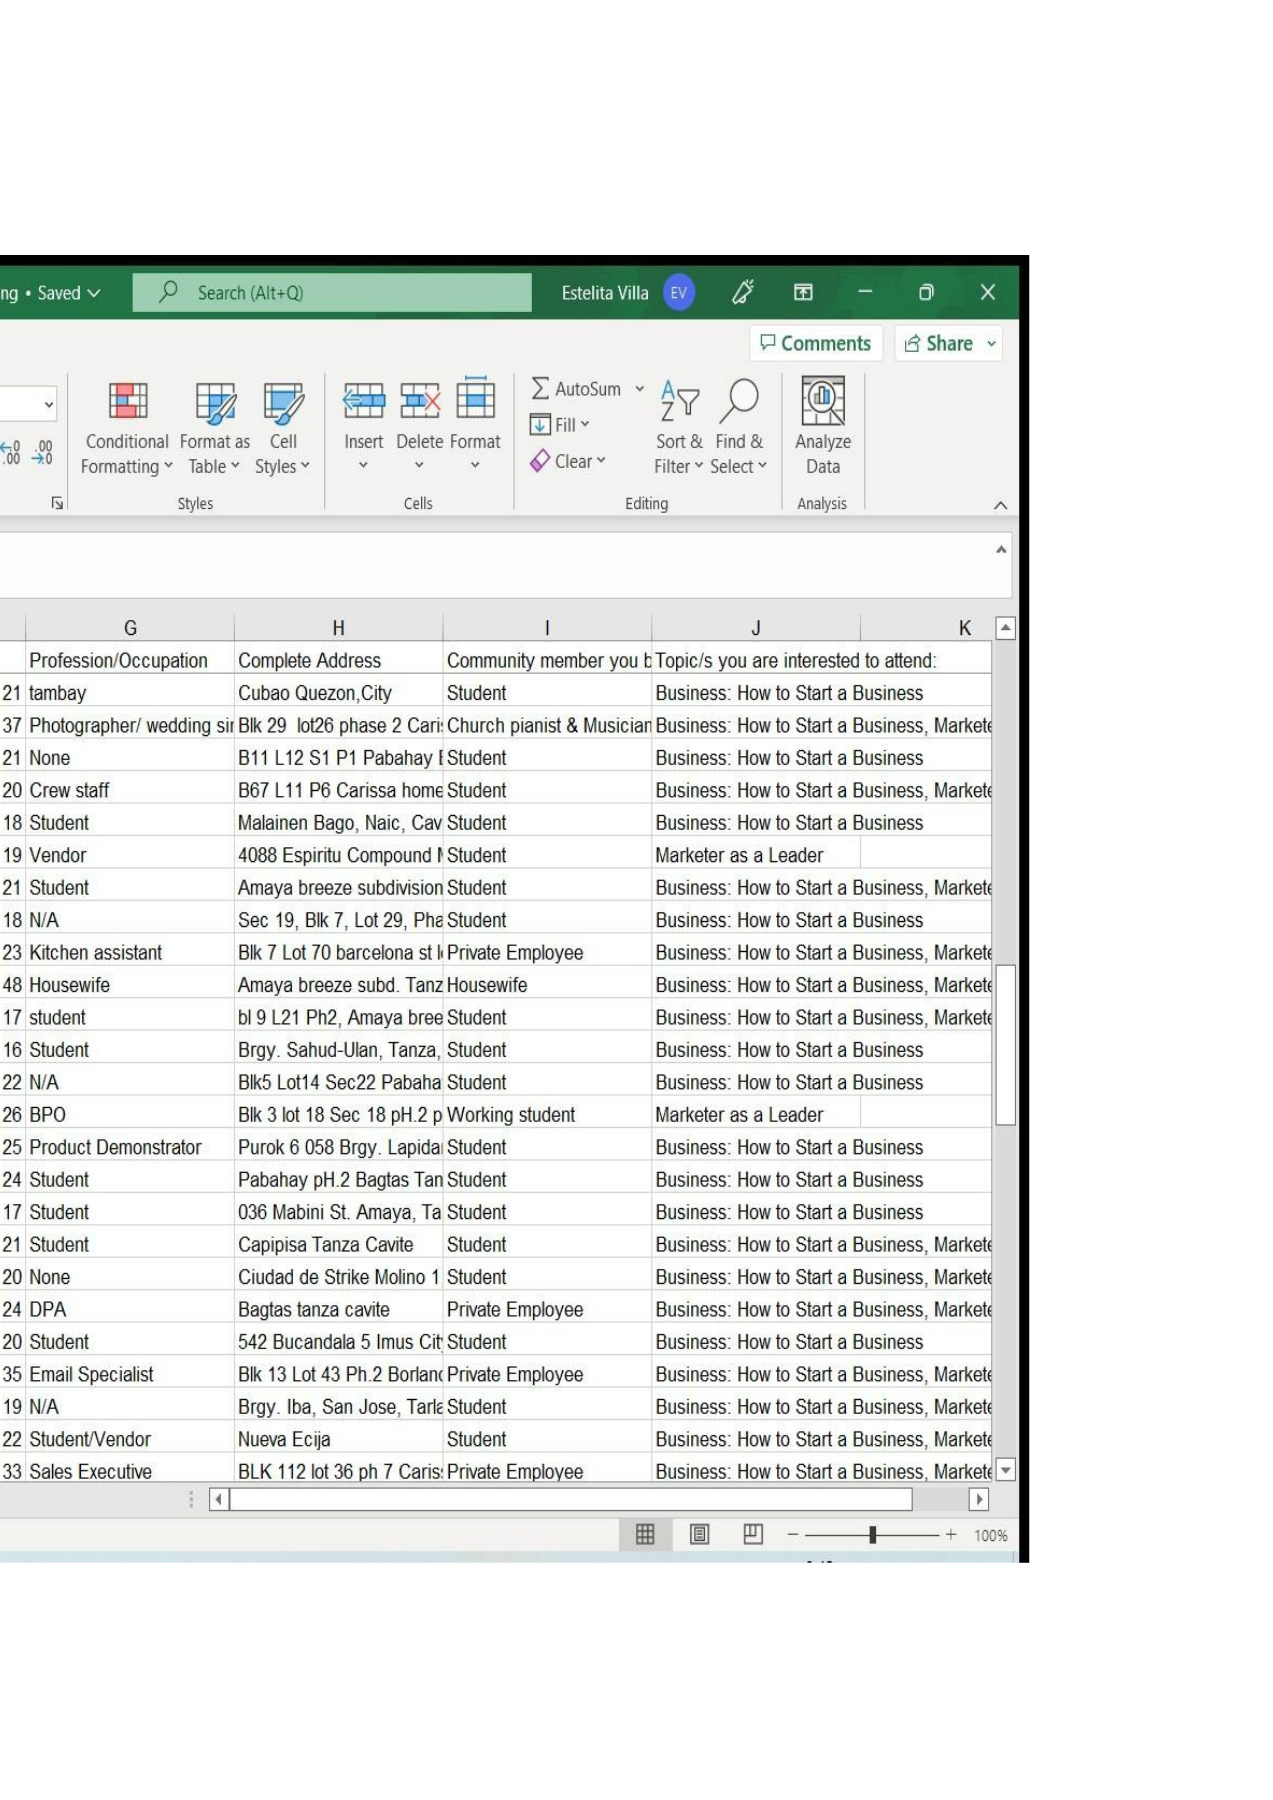 ng • Saved
Search (Alt+Q)
Estelita Villa EV
Comments Share
Conditional Formatting Format as Table Cell Styles Insert Delete Format AutoSum Fill Clear Sort & Filter Find & Select Analyze Data
Styles Cells Editing Analysis
G H I J K
Profession/Occupation Complete Address Community member you b Topic/s you are interested to attend:
21 tambay Cubao Quezon,City Student Business: How to Start a Business
37 Photographer/ wedding sin Blk 29 lot26 phase 2 Caris Church pianist & Musician Business: How to Start a Business, Markete
21 None B11 L12 S1 P1 Pabahay Student Business: How to Start a Business
20 Crew staff B67 L11 P6 Carissa home Student Business: How to Start a Business, Markete
18 Student Malainen Bago, Naic, Cav Student Business: How to Start a Business
19 Vendor 4088 Espiritu Compound Student Marketer as a Leader
21 Student Amaya breeze subdivision Student Business: How to Start a Business, Markete
18 N/A Sec 19, Blk 7, Lot 29, Pha Student Business: How to Start a Business
23 Kitchen assistant Blk 7 Lot 70 barcelona st Private Employee Business: How to Start a Business, Markete
48 Housewife Amaya breeze subd. Tanz Housewife Business: How to Start a Business, Markete
17 student bl 9 L21 Ph2, Amaya bree Student Business: How to Start a Business, Markete
16 Student Brgy. Sahud-Ulan, Tanza, Student Business: How to Start a Business
22 N/A Blk5 Lot14 Sec22 Pabaha Student Business: How to Start a Business
26 BPO Blk 3 lot 18 Sec 18 pH.2 p Working student Marketer as a Leader
25 Product Demonstrator Purok 6 058 Brgy. Lapida Student Business: How to Start a Business
24 Student Pabahay pH.2 Bagtas Tan Student Business: How to Start a Business
17 Student 036 Mabini St. Amaya, Ta Student Business: How to Start a Business
21 Student Capipisa Tanza Cavite Student Business: How to Start a Business, Markete
20 None Ciudad de Strike Molino 1 Student Business: How to Start a Business, Markete
24 DPA Bagtas tanza cavite Private Employee Business: How to Start a Business, Markete
20 Student 542 Bucandala 5 Imus City Student Business: How to Start a Business
35 Email Specialist Blk 13 Lot 43 Ph.2 Borland Private Employee Business: How to Start a Business, Markete
19 N/A Brgy. Iba, San Jose, Tarla Student Business: How to Start a Business, Markete
22 Student/Vendor Nueva Ecija Student Business: How to Start a Business, Markete
33 Sales Executive BLK 112 lot 36 ph 7 Caris Private Employee Business: How to Start a Business, Markete
100%